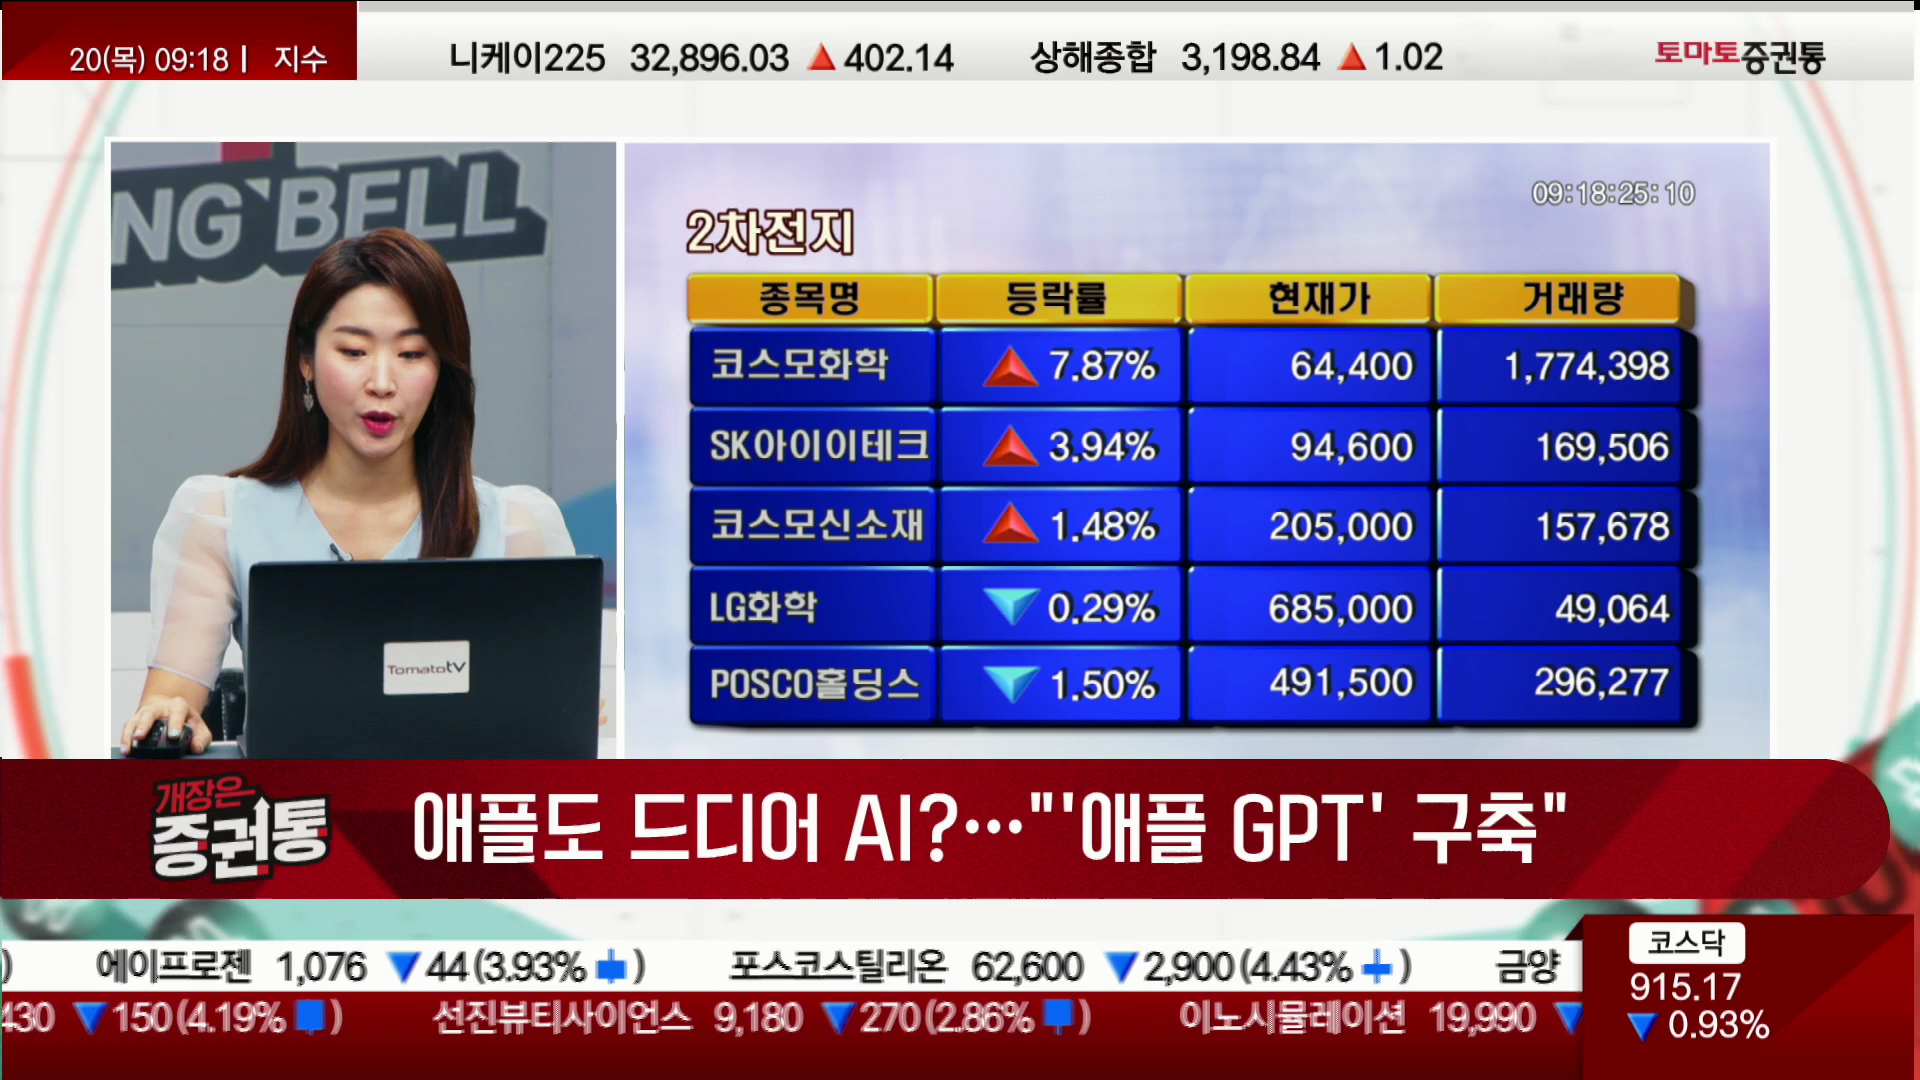 20(목) 09:18 | 지수 니케이225 32,896.03 ▲ 402.14 상해종합 3,198.84 ▲ 1.02 토마토증권통
NG BELL
09:18:25:10
2차전지
종목명 등락률 현재가 거래량
코스모화학 ▲ 7.87% 64,400 1,774,398
SK아이이테크 ▲ 3.94% 94,600 169,506
코스모신소재 ▲ 1.48% 205,000 157,678
LG화학 ▼ 0.29% 685,000 49,064
POSCO홀딩스 ▼ 1.50% 491,500 296,277
TomatoTV
개장은
증권통
애플도 드디어 AI?…"'애플 GPT' 구축"
) 에이프로젠 1,076 ▼ 44 (3.93% ) 포스코스틸리온 62,600 ▼ 2,900 (4.43% ) 금양
430 ▼ 150 (4.19% ) 선진뷰티사이언스 9,180 ▼ 270 (2.86% ) 이노시뮬레이션 19,990 ▼
코스닥
915.17
▼ 0.93%